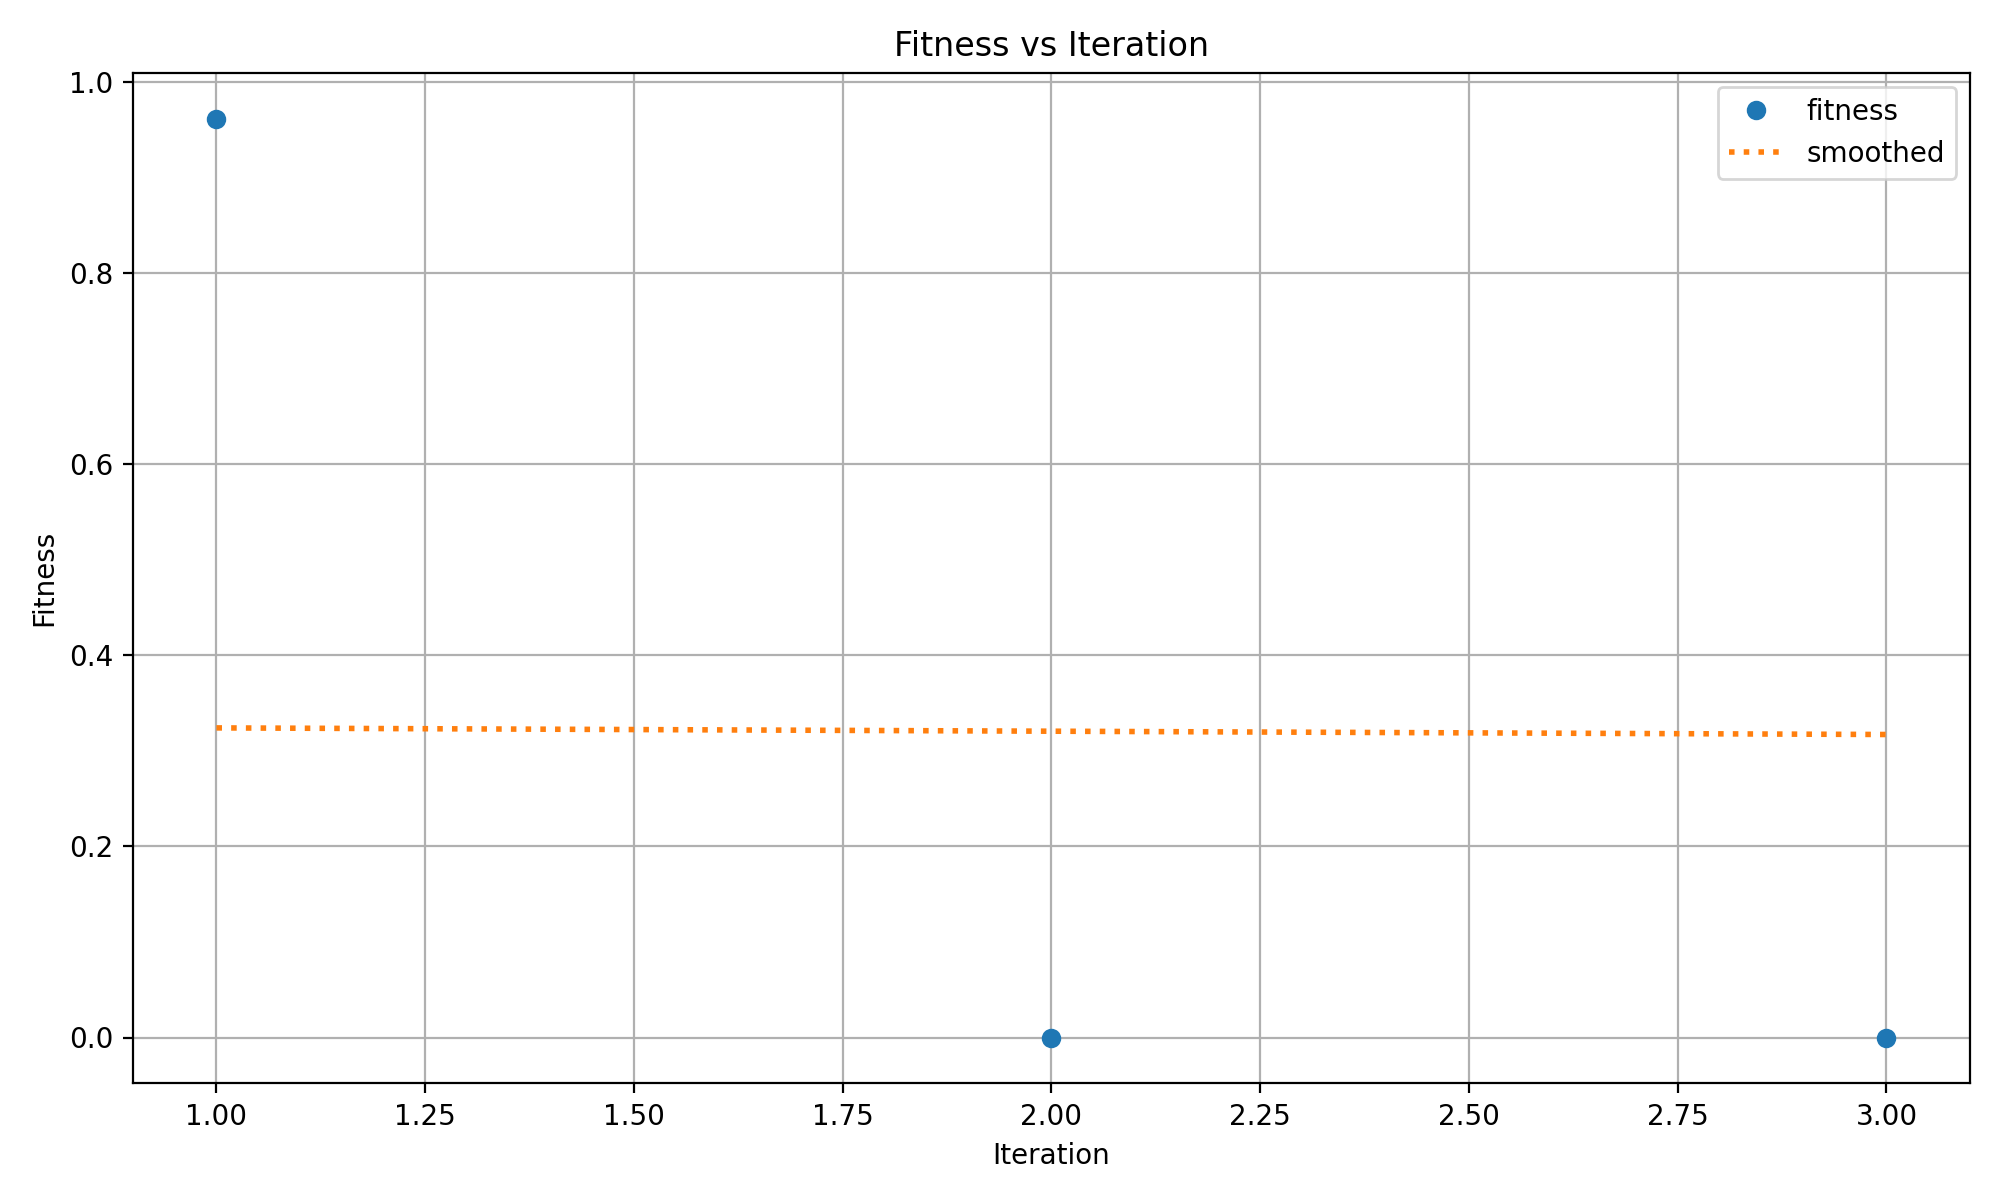 Fitness vs Iteration
fitness
smoothed
Fitness
1.0
0.8
0.6
0.4
0.2
0.0
1.00 1.25 1.50 1.75 2.00 2.25 2.50 2.75 3.00
Iteration